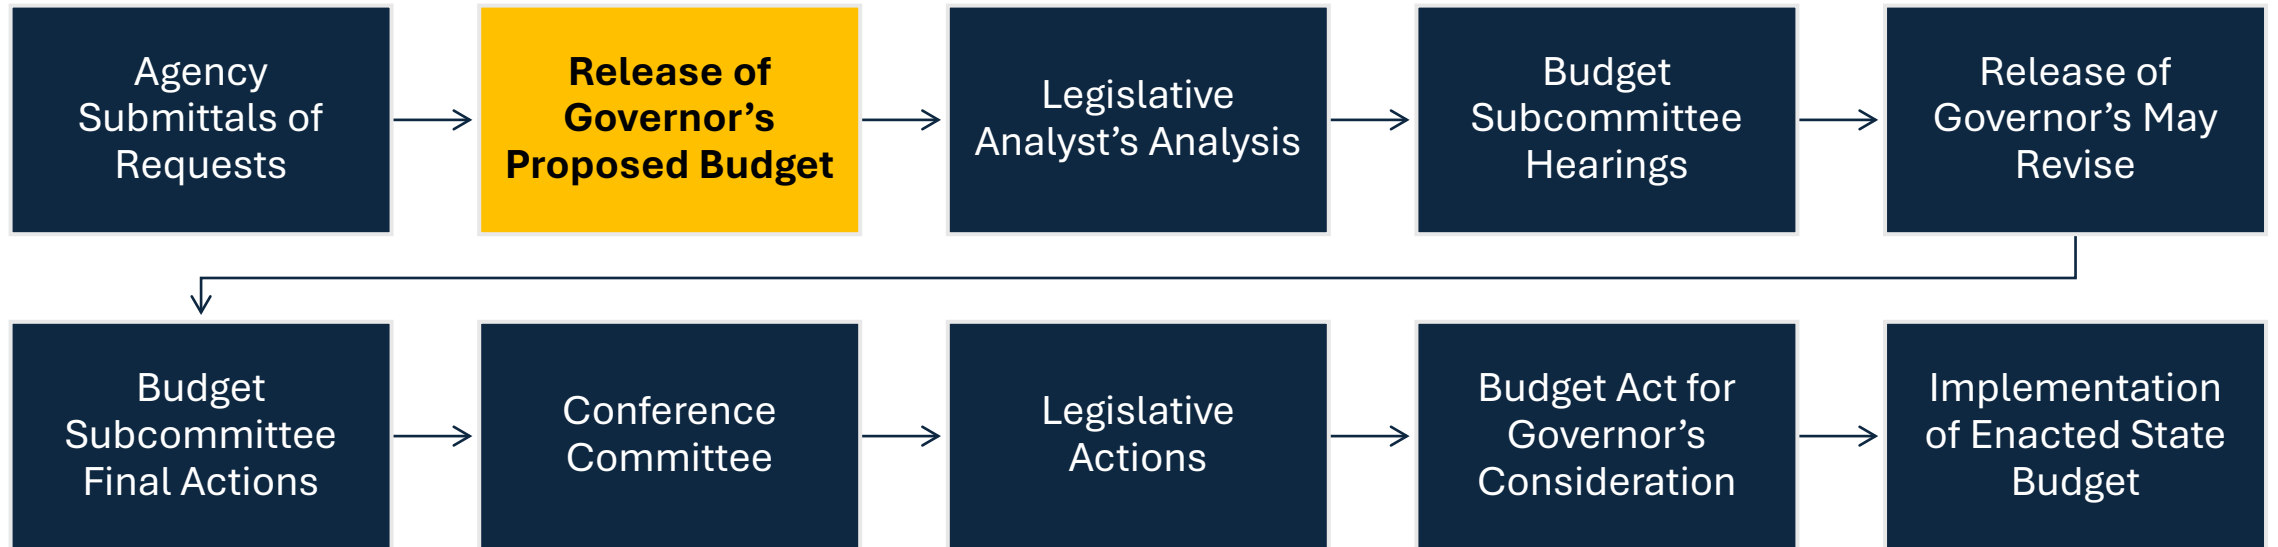 Agency
Submittals of
Requests
Release of
Governor’s
Proposed Budget
Legislative
Analyst’s Analysis
Budget
Subcommittee
Hearings
Release of
Governor’s May
Revise
Budget
Subcommittee
Final Actions
Conference
Committee
Legislative
Actions
Budget Act for
Governor’s
Consideration
Implementation
of Enacted State
Budget